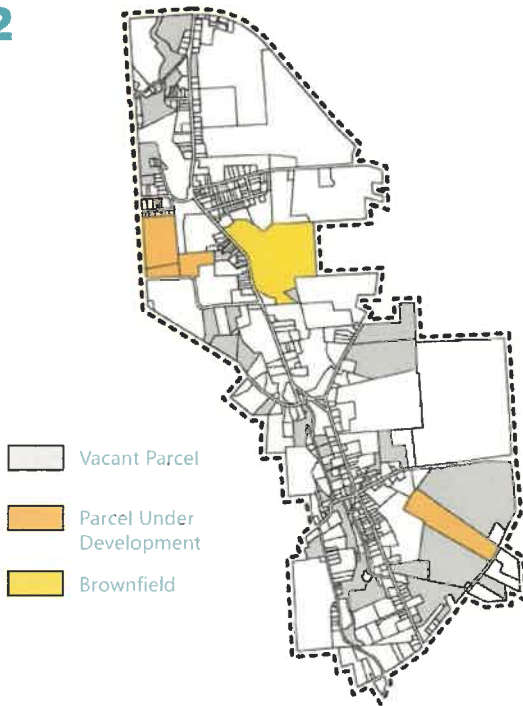 2
Vacant Parcel
Parcel Under
Development
Brownfield